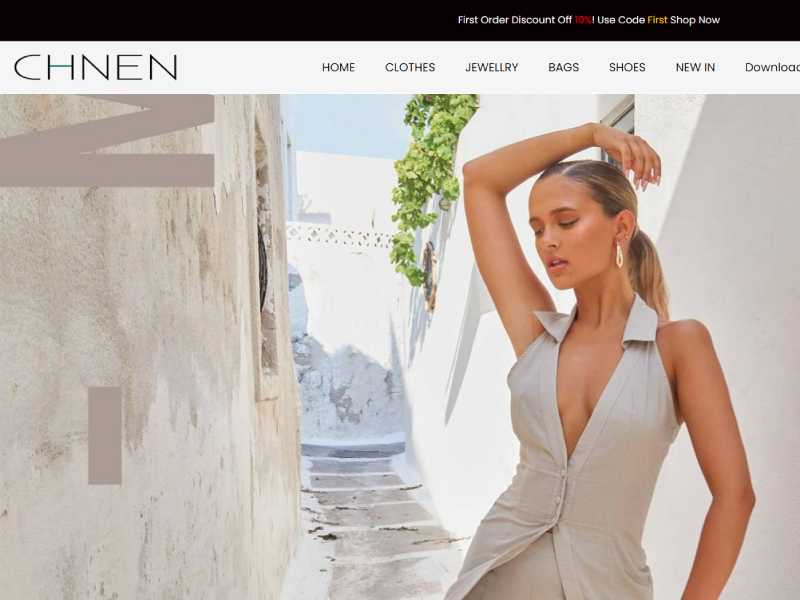 First Order Discount Off 10%! Use Code First Shop Now
CHNEN
HOME CLOTHES JEWELLRY BAGS SHOES NEW IN Download